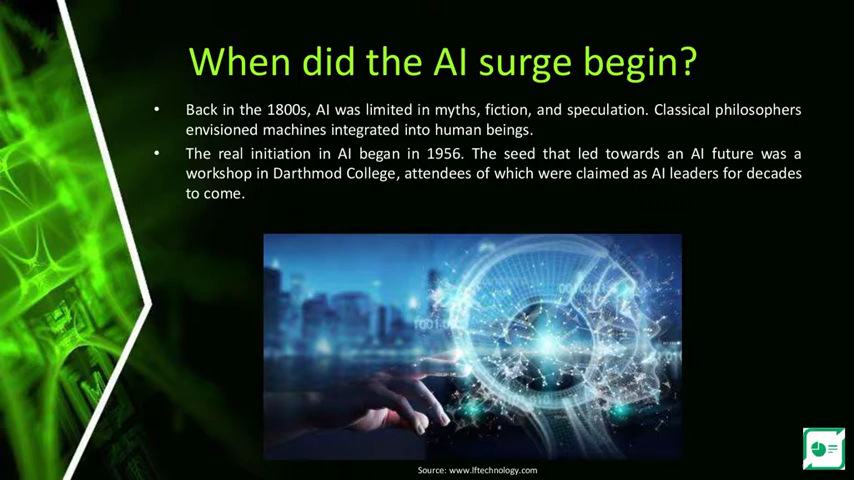 When did the AI surge begin?
• Back in the 1800s, AI was limited in myths, fiction, and speculation. Classical philosophers
envisioned machines integrated into human beings.
• The real initiation in AI began in 1956. The seed that led towards an AI future was a
workshop in Darthmod College, attendees of which were claimed as AI leaders for decades
to come.
Source: www.lftechnology.com